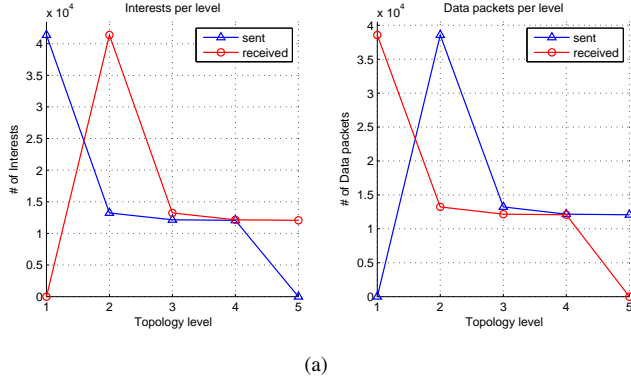 Interests per level
x 10^4
# of Interests
4
3.5
3
2.5
2
1.5
1
0.5
0
1 2 3 4 5
Topology level
sent
received
Data packets per level
x 10^4
# of Data packets
4
3.5
3
2.5
2
1.5
1
0.5
0
1 2 3 4 5
Topology level
sent
received
(a)